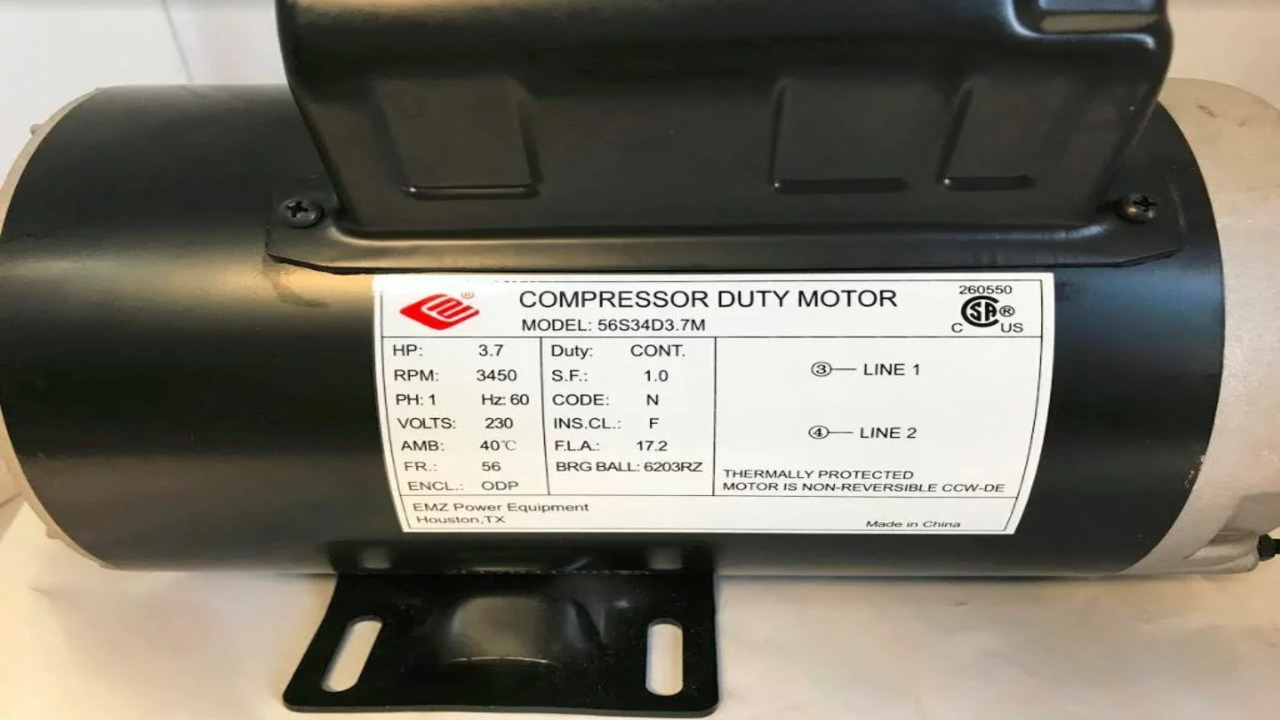 COMPRESSOR DUTY MOTOR
MODEL: 56S34D3.7M
260550
CSA®
C US
HP: 3.7
RPM: 3450
PH: 1 Hz: 60
VOLTS: 230
AMB: 40℃
FR.: 56
ENCL.: ODP
Duty: CONT.
S.F.: 1.0
CODE: N
INS.CL.: F
F.L.A.: 17.2
BRG BALL: 6203RZ
③— LINE 1
④— LINE 2
THERMALLY PROTECTED
MOTOR IS NON-REVERSIBLE CCW-DE
EMZ Power Equipment
Houston,TX
Made in China